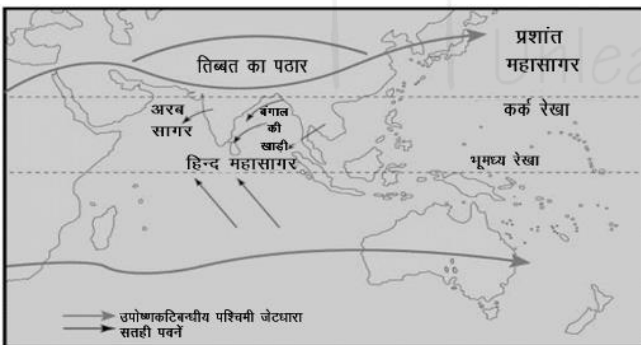 प्रशांत
महासागर
तिब्बत का पठार
अरब
सागर
बंगाल
की
खाड़ी
कर्क रेखा
हिन्द महासागर
भूमध्य रेखा
उपोष्णकटिबन्धीय पश्चिमी जेटधारा
सतही पवनें